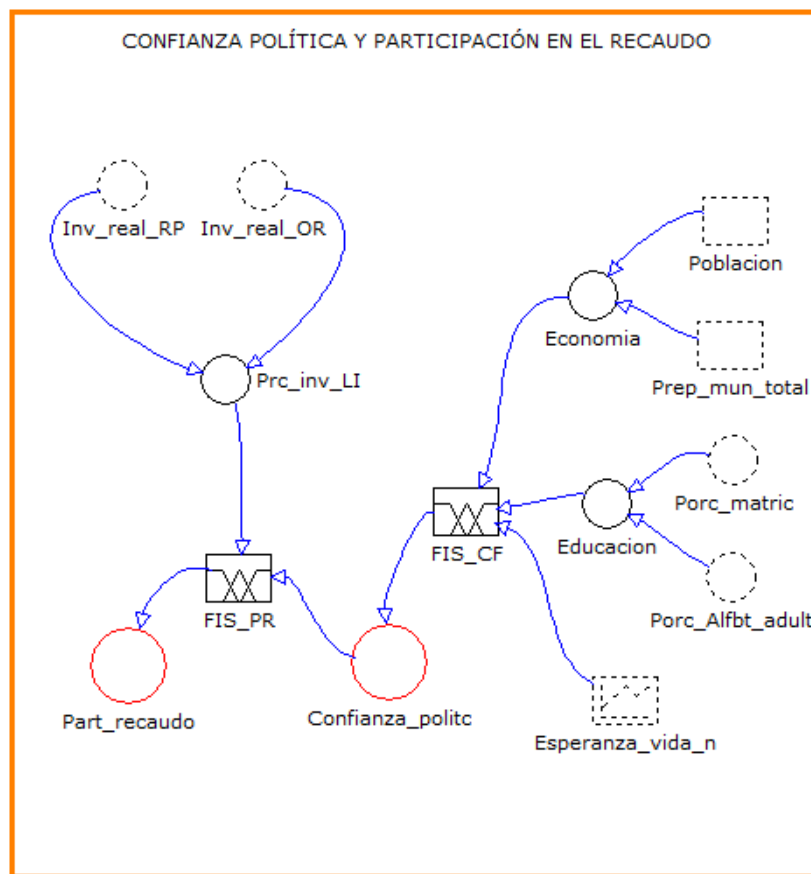 CONFIANZA POLÍTICA Y PARTICIPACIÓN EN EL RECAUDO
Inv_real_RP
Inv_real_OR
Poblacion
Economia
Prc_inv_LI
Prep_mun_total
Porc_matric
FIS_CF
Educacion
FIS_PR
Porc_Alfbt_adult
Part_recaudo
Confianza_politc
Esperanza_vida_n